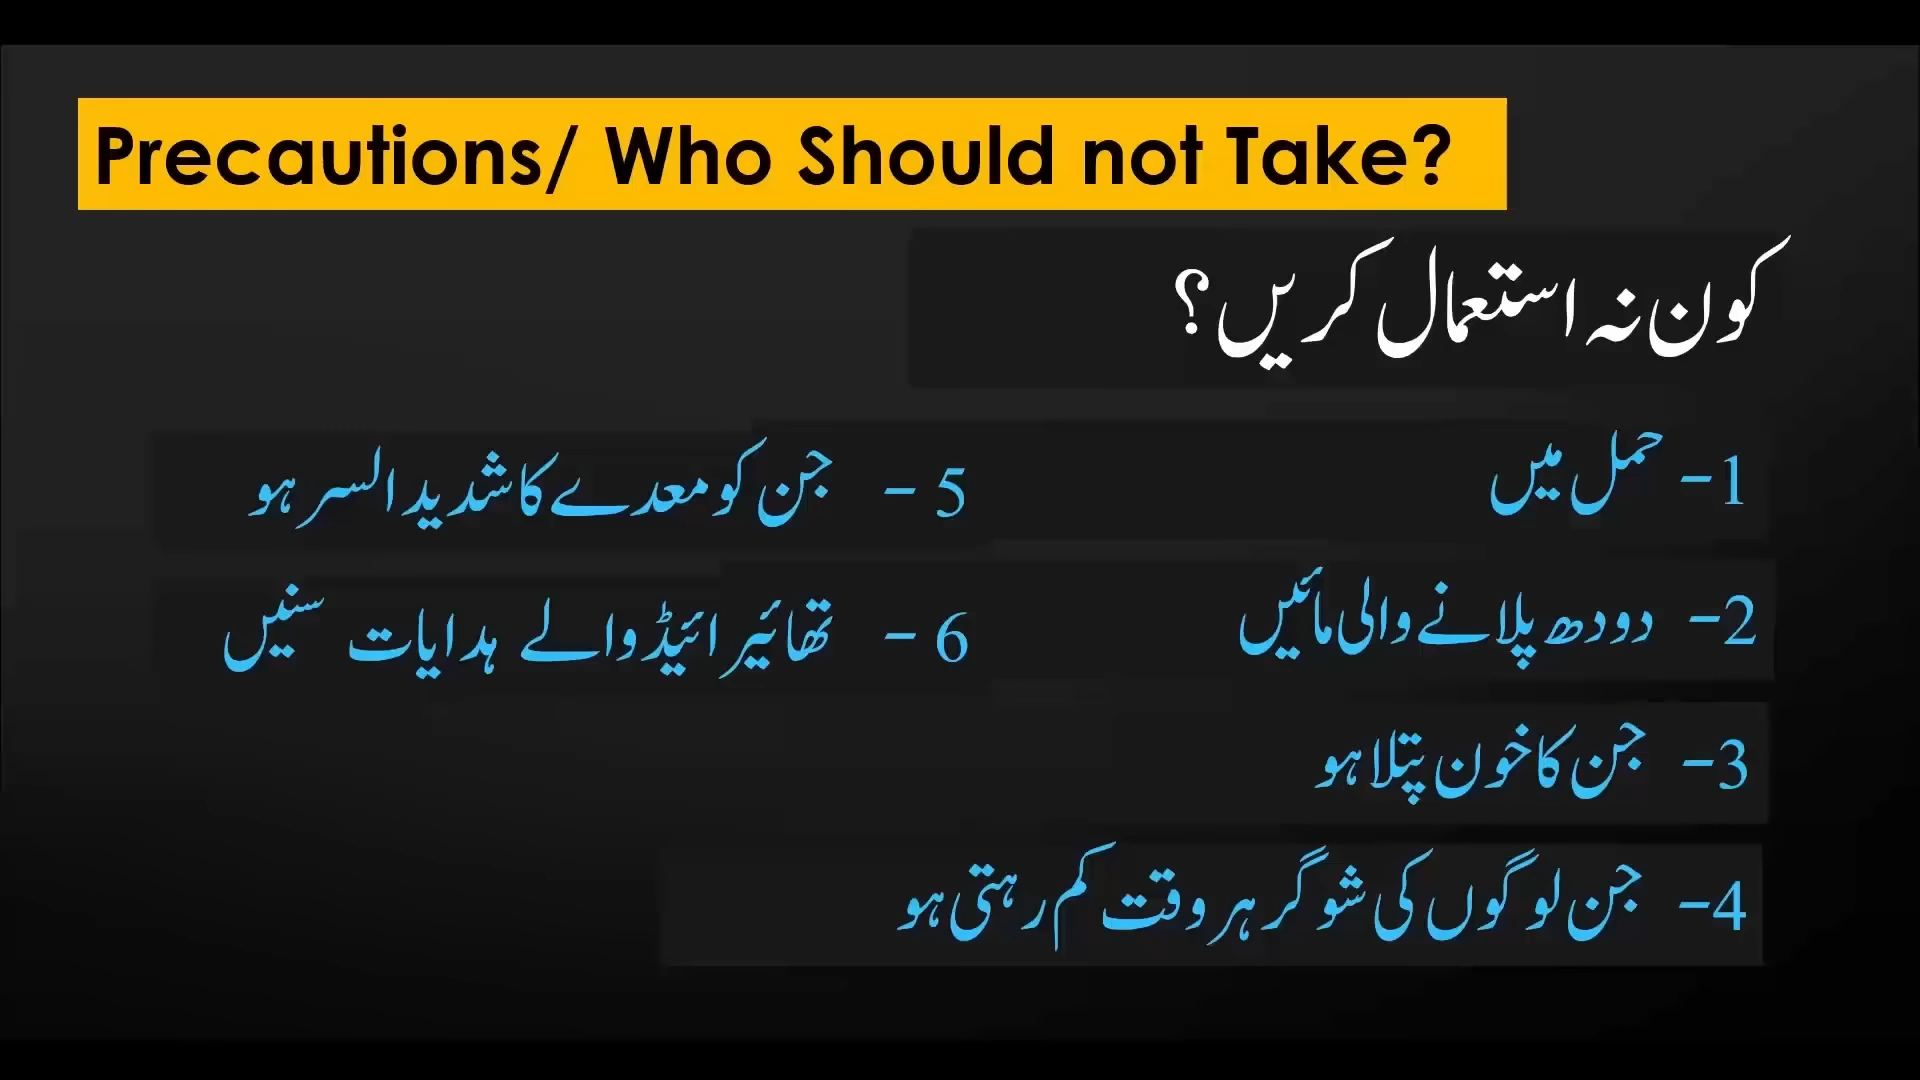 Precautions/ Who Should not Take?
کون نہ استعمال کریں؟
1- حمل میں
2- دودھ پلانے والی مائیں
3- جن کا خون پتلا ہو
4- جن لوگوں کی شوگر ہر وقت کم رہتی ہو
5 - جن کو معدے کا شدید السر ہو
6 - تھائیرائیڈ والے ہدایات سنیں